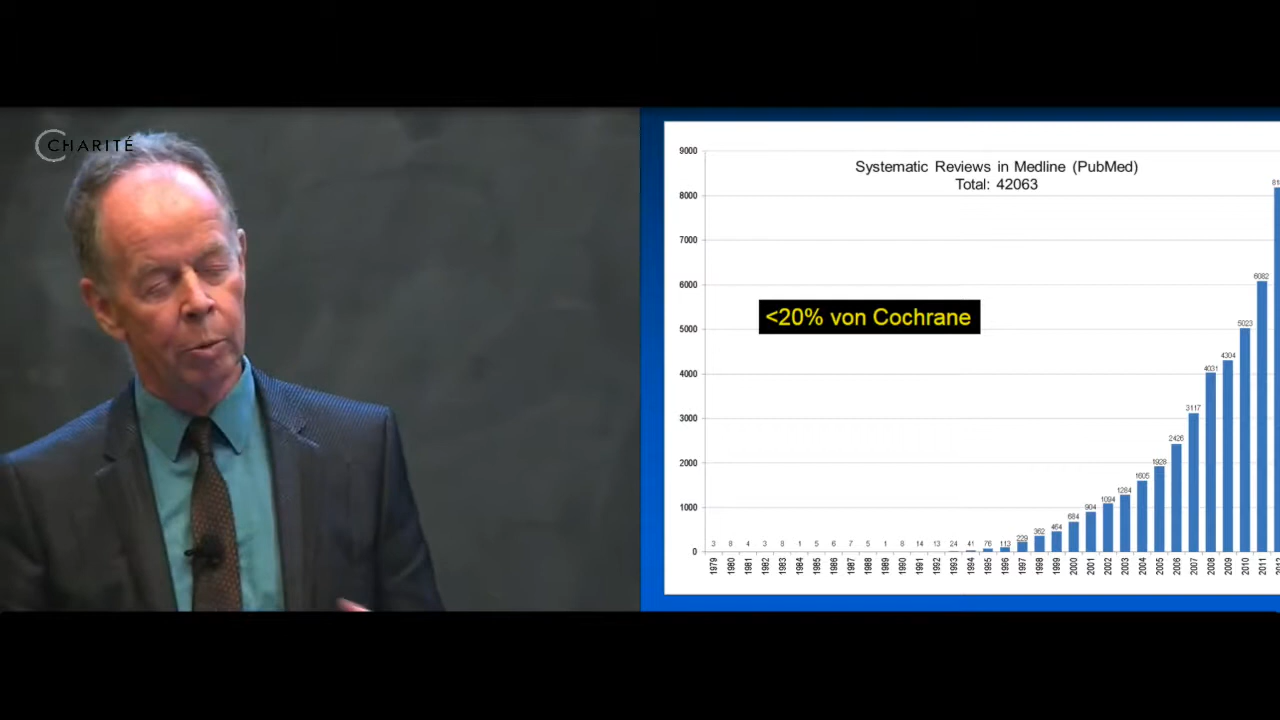 CHARITÉ
Systematic Reviews in Medline (PubMed)
Total: 42063
<20% von Cochrane
9000
8000
7000
6000
5000
4000
3000
2000
1000
0
3 8 4 3 8 1 5 6 7 5 1 8 14 13 24 41 76 113 229 362 464 684 904 1094 1284 1605 1928 2426 3117 4031 4304 5023 6082
1979 1980 1981 1982 1983 1984 1985 1986 1987 1988 1989 1990 1991 1992 1993 1994 1995 1996 1997 1998 1999 2000 2001 2002 2003 2004 2005 2006 2007 2008 2009 2010 2011 2012